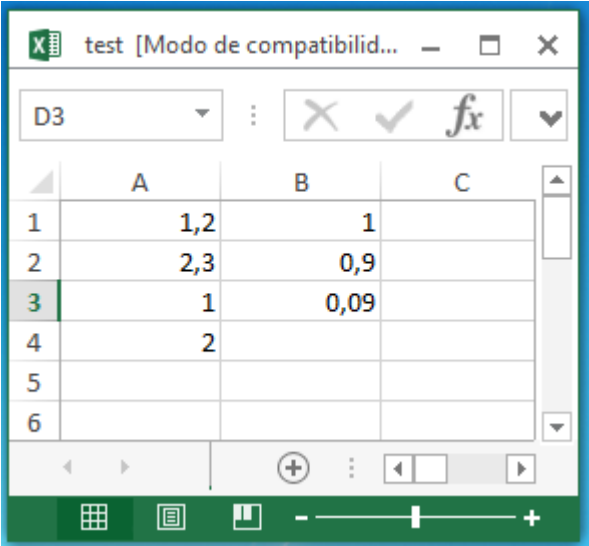 test [Modo de compatibilid...
D3 fx
A B C
1 1,2 1
2 2,3 0,9
3 1 0,09
4 2
5
6